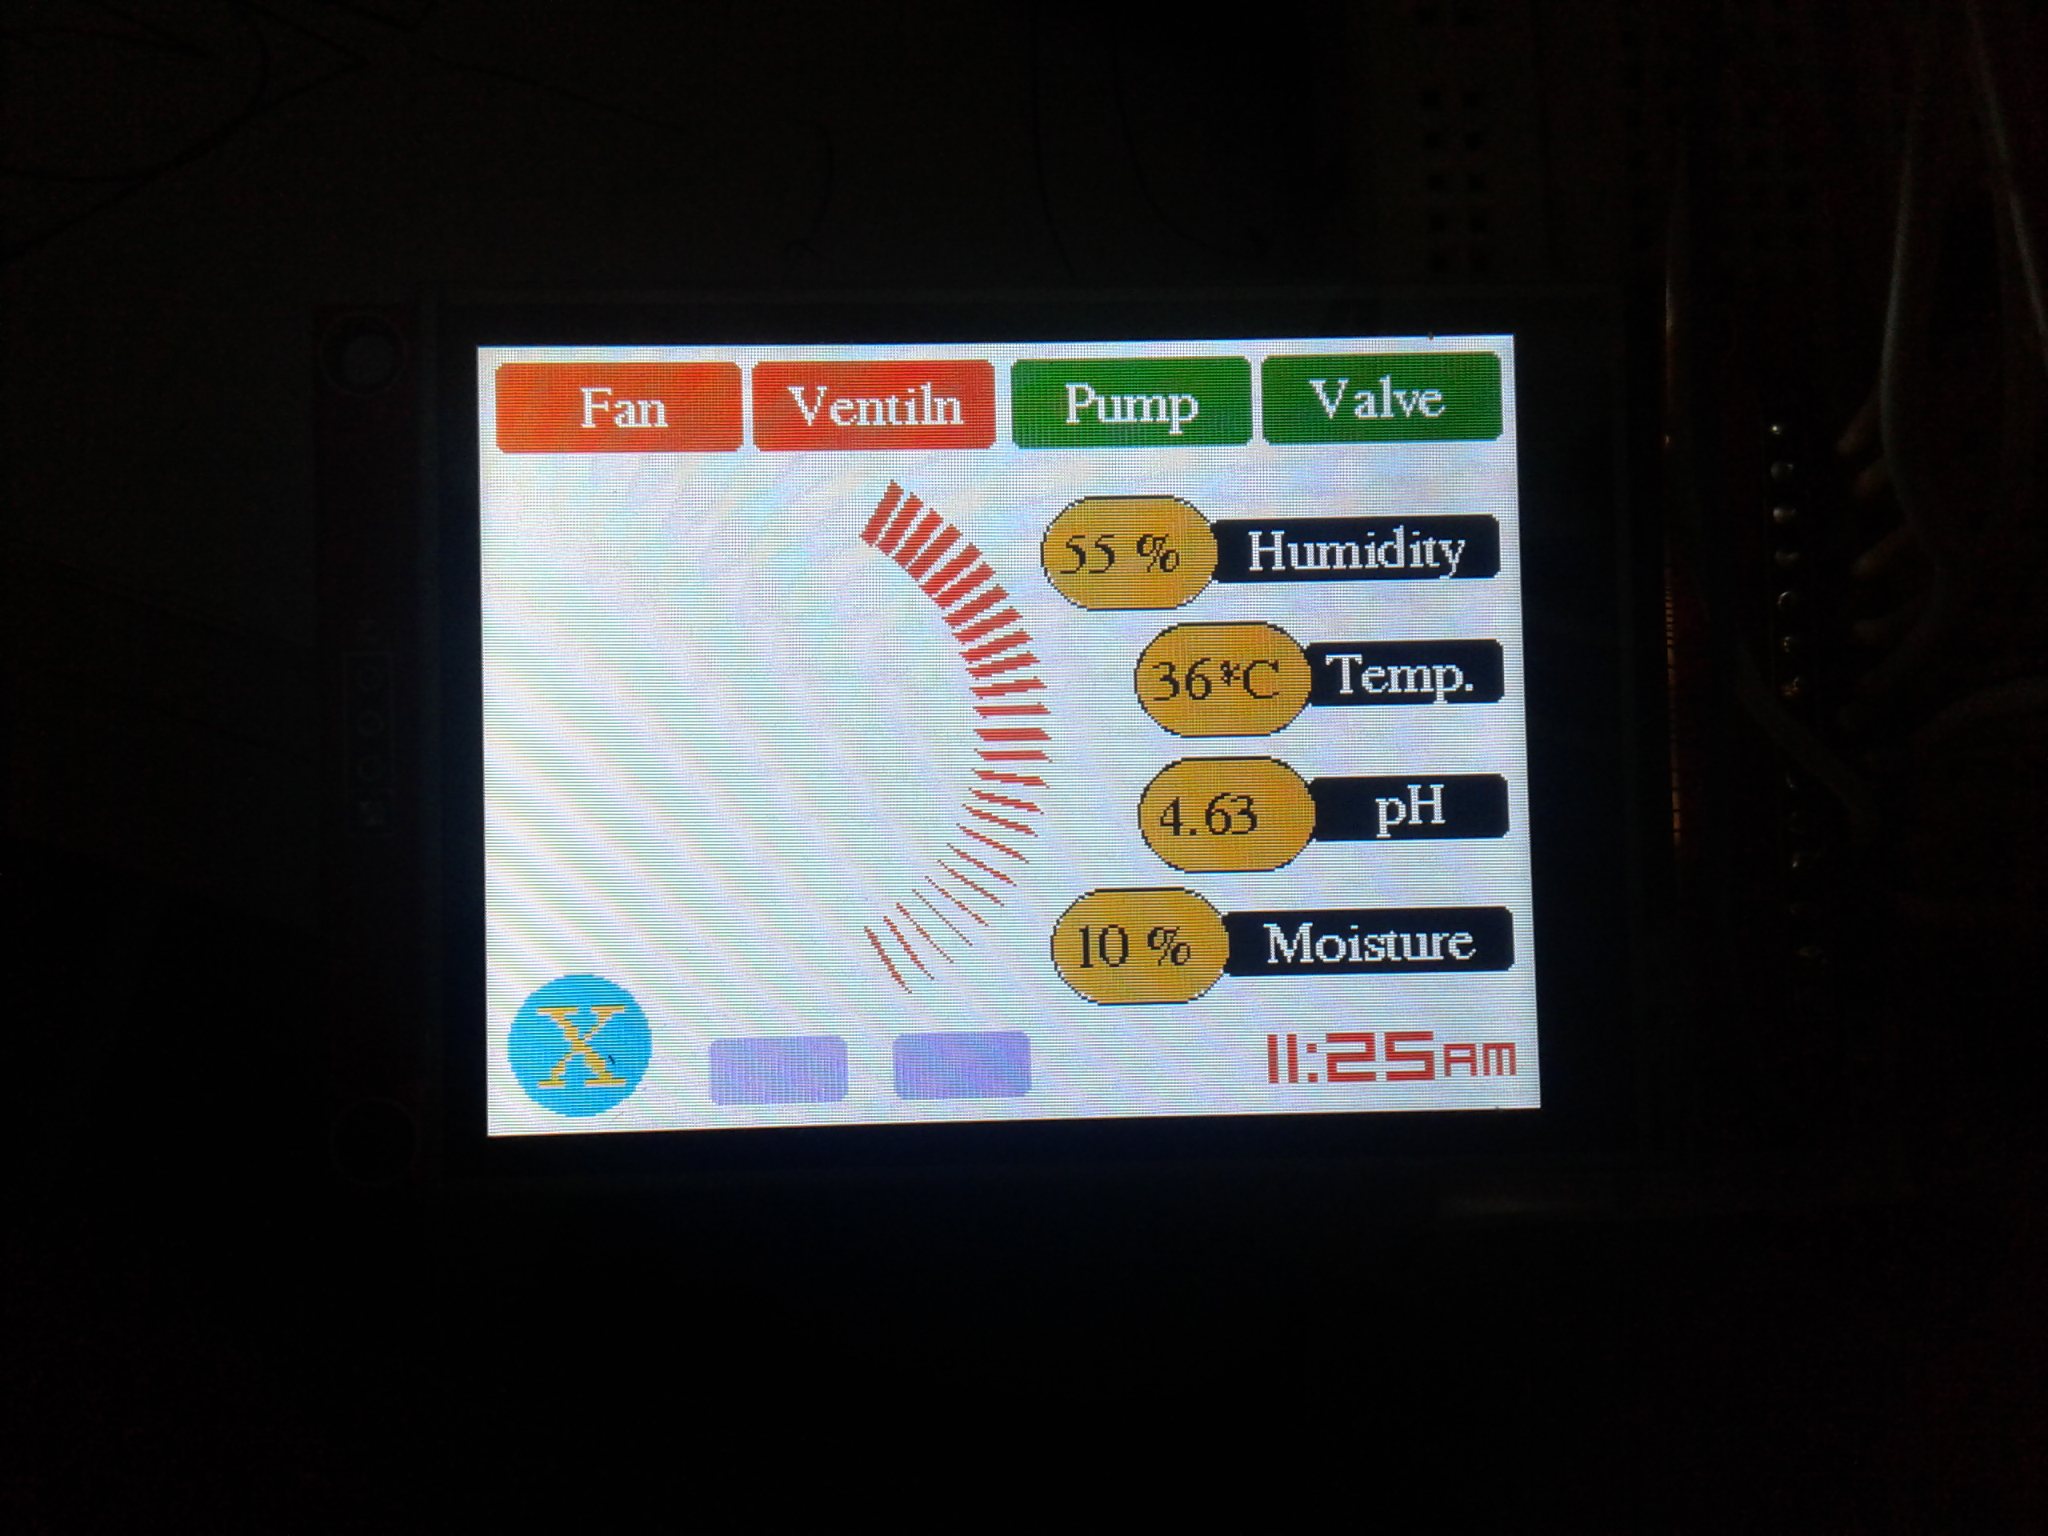 Fan Ventiln Pump Valve
55 % Humidity
36*C Temp.
4.63 pH
10 % Moisture
X 11:25AM